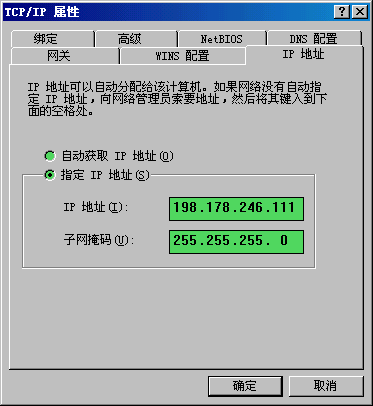 TCP/IP 属性
绑定 高级 NetBIOS DNS 配置
网关 WINS 配置 IP 地址
IP 地址可以自动分配给该计算机。如果网络没有自动指
定 IP 地址，向网络管理员索要地址，然后将其键入到下
面的空格处。
自动获取 IP 地址(O)
指定 IP 地址(S)
IP 地址(I): 198.178.246.111
子网掩码(U): 255.255.255. 0
确定 取消